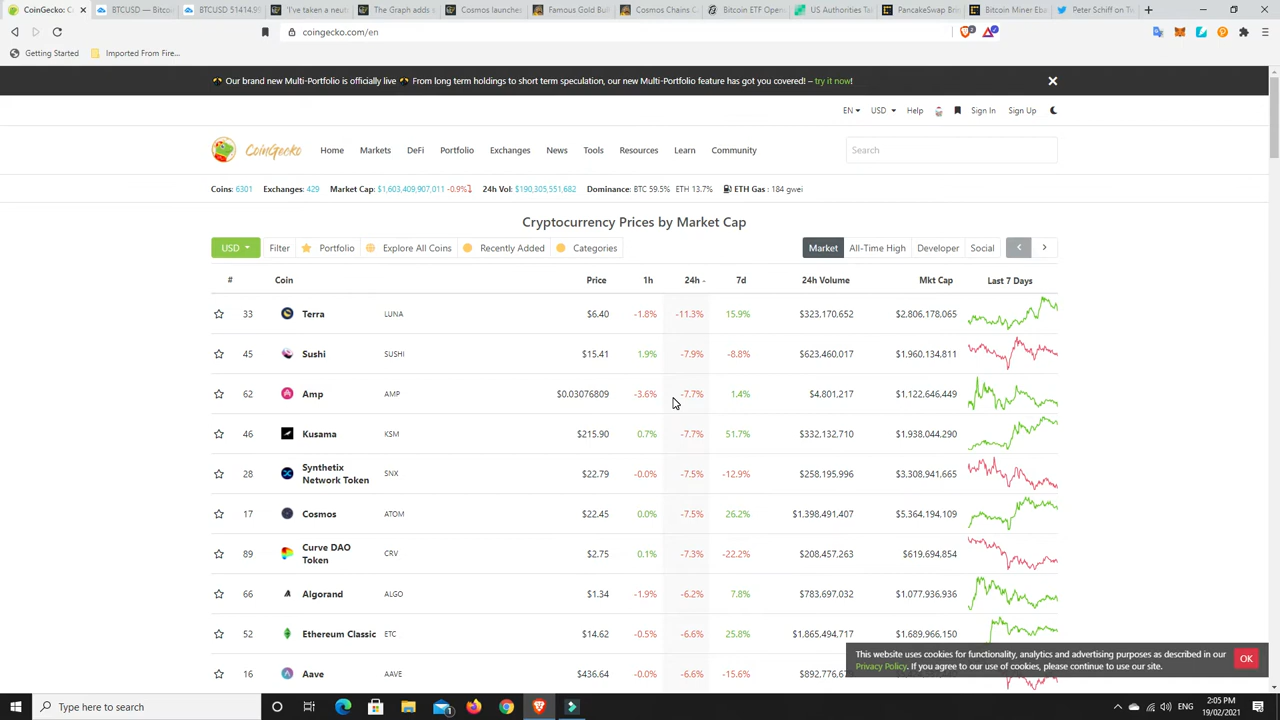 CoinGecko: Cr
BTCUSD —
BTCUSD 51414.9
'I've taken a neut
The Graph adds s
Cosmos launches
Famous Gold Bul
Cosmos Chains C
Bitcoin ETF Open
US Authorities Ta
PancakeSwap Brin
Bitcoin Miner Eba
Peter Schiff on Tw
coingecko.com/en
Getting Started
Imported From Fire...
Our brand new Multi-Portfolio is officially live From long term holdings to short term speculation, our new Multi-Portfolio feature has got you covered! – try it now!
EN USD Help Sign In Sign Up
CoinGecko
Home Markets DeFi Portfolio Exchanges News Tools Resources Learn Community
Search
Coins: 6301 Exchanges: 429 Market Cap: $1,603,409,907,011 -0.9% 24h Vol: $190,305,551,682 Dominance: BTC 59.5% ETH 13.7% ETH Gas : 184 gwei
Cryptocurrency Prices by Market Cap
USD Filter Portfolio Explore All Coins Recently Added Categories Market All-Time High Developer Social
# Coin Price 1h 24h 7d 24h Volume Mkt Cap Last 7 Days
33 Terra LUNA $6.40 -1.8% -11.3% 15.9% $323,170,652 $2,806,178,065
45 Sushi SUSHI $15.41 1.9% -7.9% -8.8% $623,460,017 $1,960,134,811
62 Amp AMP $0.03076809 -3.6% -7.7% 1.4% $4,801,217 $1,122,646,449
46 Kusama KSM $215.90 0.7% -7.7% 51.7% $332,132,710 $1,938,044,290
28 Synthetix Network Token SNX $22.79 -0.0% -7.5% -12.9% $258,195,996 $3,308,941,665
17 Cosmos ATOM $22.45 0.0% -7.5% 26.2% $1,398,491,407 $5,364,194,109
89 Curve DAO Token CRV $2.75 0.1% -7.3% -22.2% $208,457,263 $619,694,854
66 Algorand ALGO $1.34 -1.9% -6.2% 7.8% $783,697,032 $1,077,936,936
52 Ethereum Classic ETC $14.62 -0.5% -6.6% 25.8% $1,865,494,717 $1,689,966,150
16 Aave AAVE $436.64 -0.0% -6.6% -15.6% $892,776,6
This website uses cookies for functionality, analytics and advertising purposes as described in our
Privacy Policy. If you agree to our use of cookies, please continue to use our site.
OK
Type here to search
ENG
2:05 PM
19/02/2021